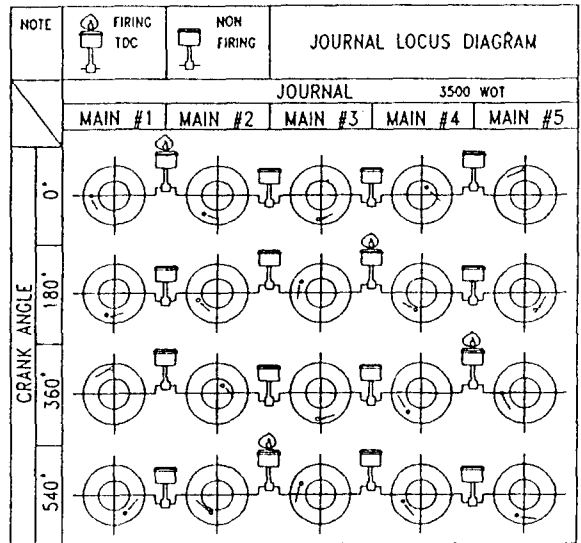 NOTE
FIRING
TDC
NON
FIRING
JOURNAL LOCUS DIAGRAM
JOURNAL 3500 WOT
MAIN #1 MAIN #2 MAIN #3 MAIN #4 MAIN #5
CRANK ANGLE
0°
180°
360°
540°